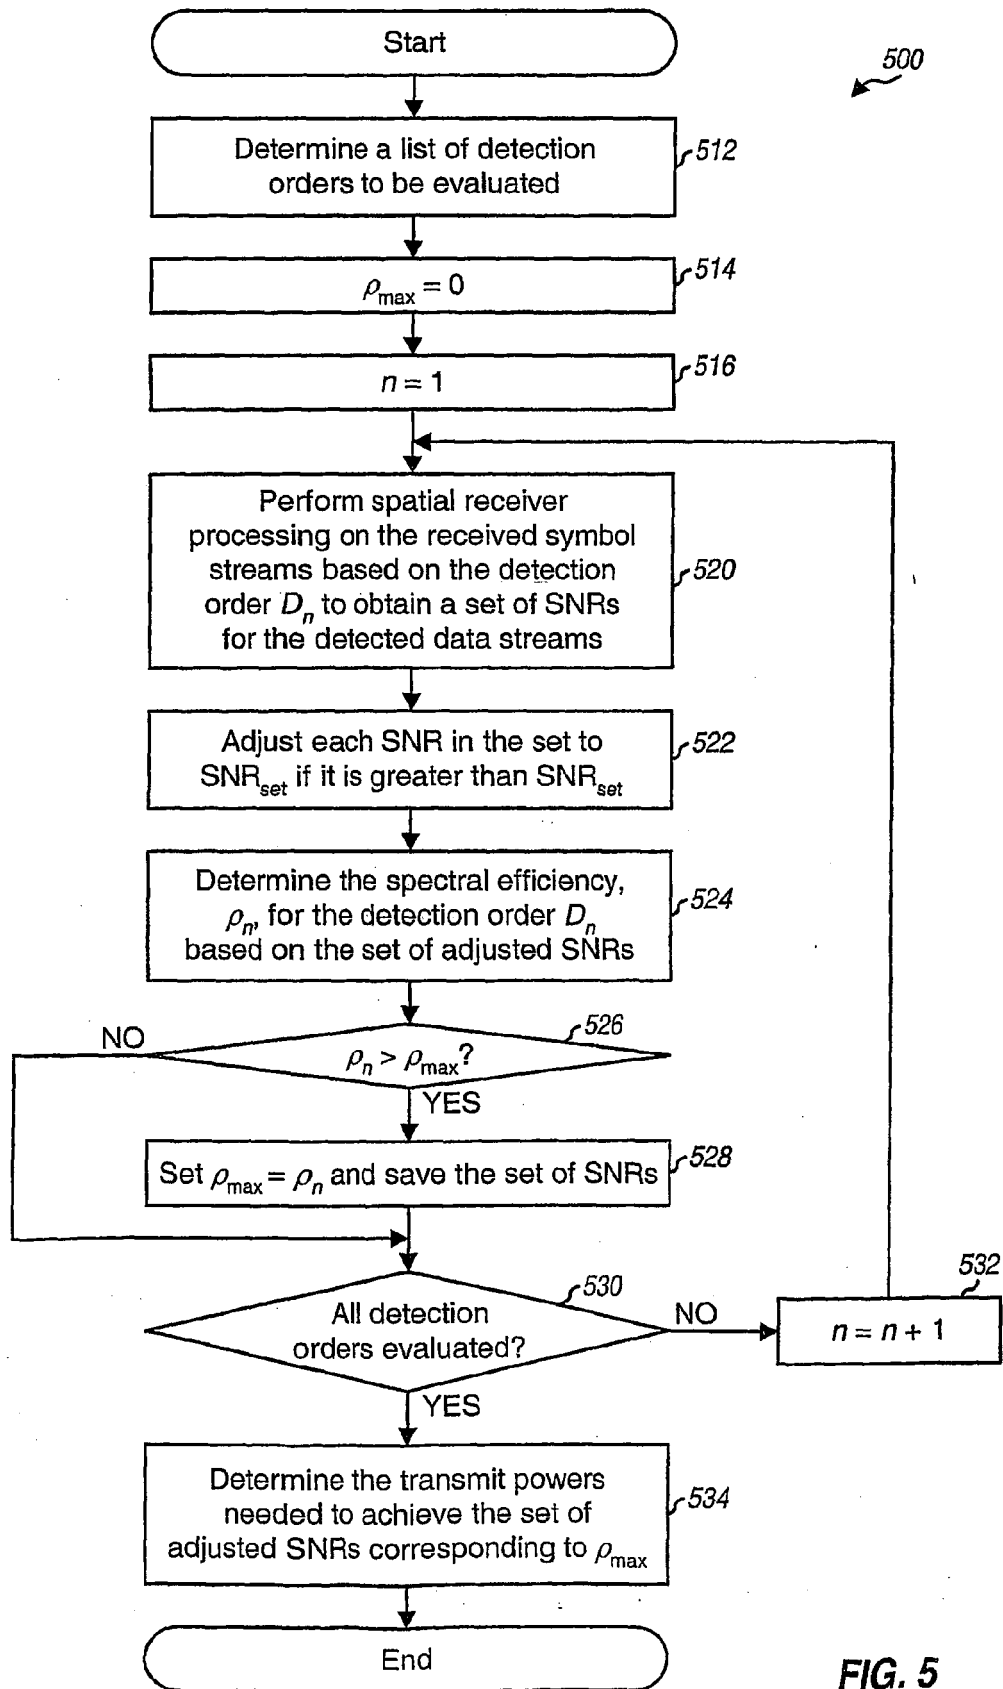 Start
500
Determine a list of detection
orders to be evaluated
512
ρmax = 0
514
n = 1
516
Perform spatial receiver
processing on the received symbol
streams based on the detection
order Dn to obtain a set of SNRs
for the detected data streams
520
Adjust each SNR in the set to
SNRset if it is greater than SNRset
522
Determine the spectral efficiency,
ρn, for the detection order Dn
based on the set of adjusted SNRs
524
NO
526
ρn > ρmax?
YES
Set ρmax = ρn and save the set of SNRs
528
530
All detection
orders evaluated?
NO
532
n = n + 1
YES
Determine the transmit powers
needed to achieve the set of
adjusted SNRs corresponding to ρmax
534
End
FIG. 5